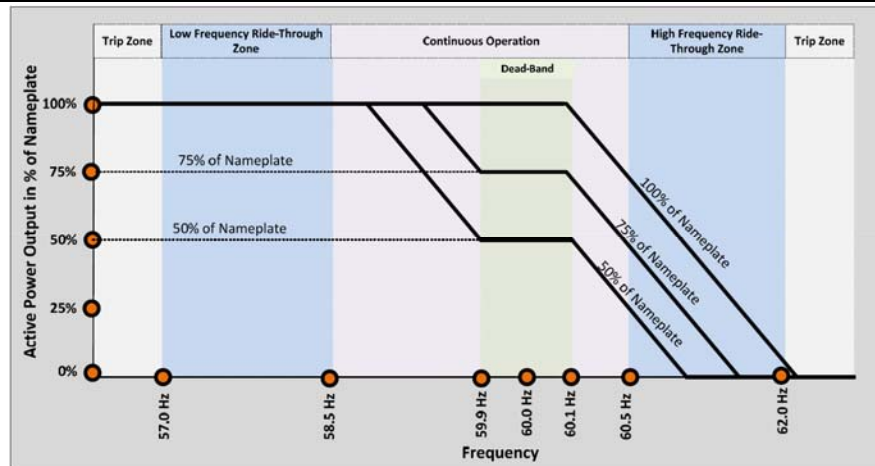 Trip Zone
Low Frequency Ride-Through
Zone
Continuous Operation
High Frequency Ride-
Through Zone
Trip Zone
Dead-Band
Active Power Output in % of Nameplate
100%
75%
50%
25%
0%
75% of Nameplate
50% of Nameplate
100% of Nameplate
75% of Nameplate
50% of Nameplate
57.0 Hz
58.5 Hz
59.9 Hz
60.0 Hz
60.1 Hz
60.5 Hz
62.0 Hz
Frequency